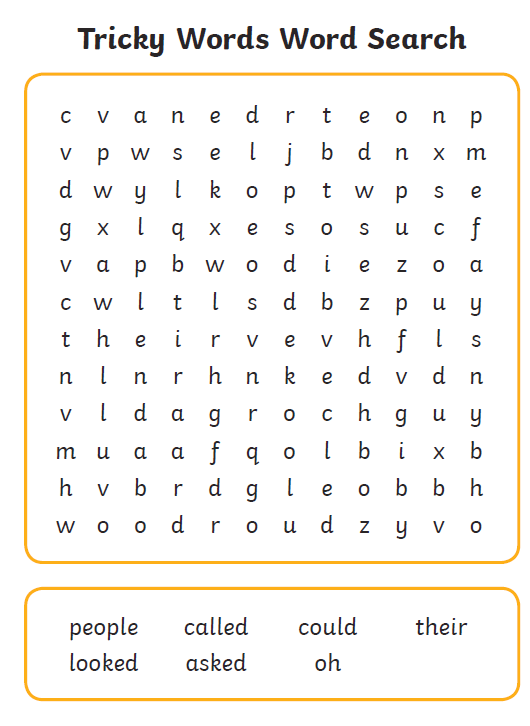 Tricky Words Word Search
c v a n e d r t e o n p
v p w s e l j b d n x m
d w y l k o p t w p s e
g x l q x e s o s u c f
v a p b w o d i e z o a
c w l t l s d b z p u y
t h e i r v e v h f l s
n l n r h n k e d v d n
v l d a g r o c h g u y
m u a a f q o l b i x b
h v b r d g l e o b b h
w o o d r o u d z y v o
people called could their
looked asked oh